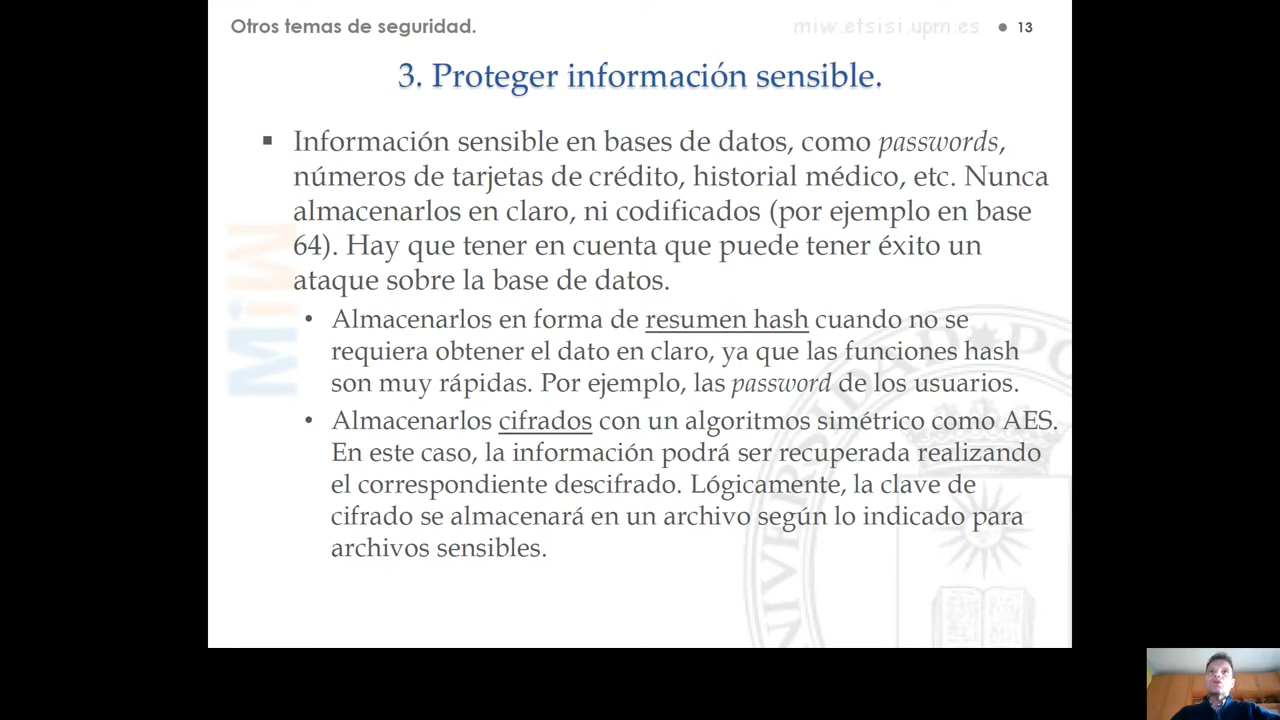 Otros temas de seguridad.
miw.etsisi.upm.es
13
3. Proteger información sensible.
Información sensible en bases de datos, como passwords,
números de tarjetas de crédito, historial médico, etc. Nunca
almacenarlos en claro, ni codificados (por ejemplo en base
64). Hay que tener en cuenta que puede tener éxito un
ataque sobre la base de datos.
Almacenarlos en forma de resumen hash cuando no se
requiera obtener el dato en claro, ya que las funciones hash
son muy rápidas. Por ejemplo, las password de los usuarios.
Almacenarlos cifrados con un algoritmos simétrico como AES.
En este caso, la información podrá ser recuperada realizando
el correspondiente descifrado. Lógicamente, la clave de
cifrado se almacenará en un archivo según lo indicado para
archivos sensibles.
MiW